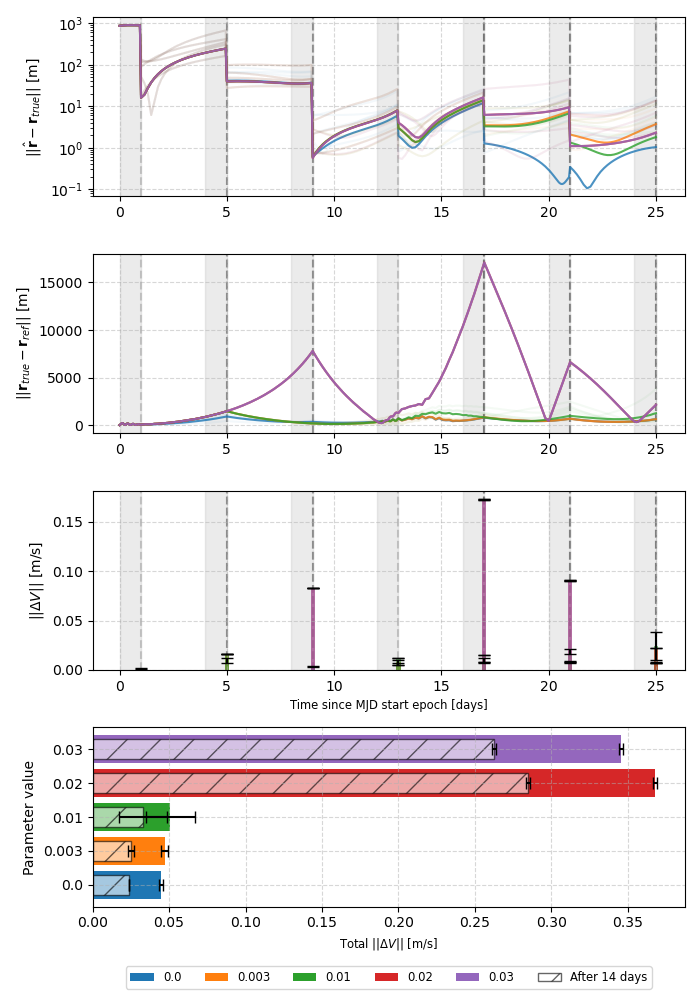 10³
10²
10¹
10⁰
10⁻¹
||r̂ − r_true|| [m]
0 5 10 15 20 25
15000
10000
5000
0
||r_true − r_ref|| [m]
0 5 10 15 20 25
0.15
0.10
0.05
0.00
||ΔV|| [m/s]
0 5 10 15 20 25
Time since MJD start epoch [days]
Parameter value
0.03
0.02
0.01
0.003
0.0
0.00 0.05 0.10 0.15 0.20 0.25 0.30 0.35
Total ||ΔV|| [m/s]
0.0 0.003 0.01 0.02 0.03 After 14 days